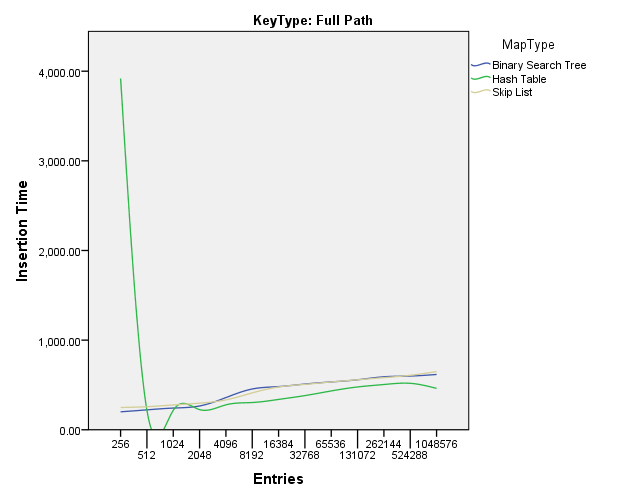 KeyType: Full Path
MapType
Binary Search Tree
Hash Table
Skip List
Insertion Time
4,000.00
3,000.00
2,000.00
1,000.00
0.00
256 1024 4096 16384 65536 262144 1048576
512 2048 8192 32768 131072 524288
Entries